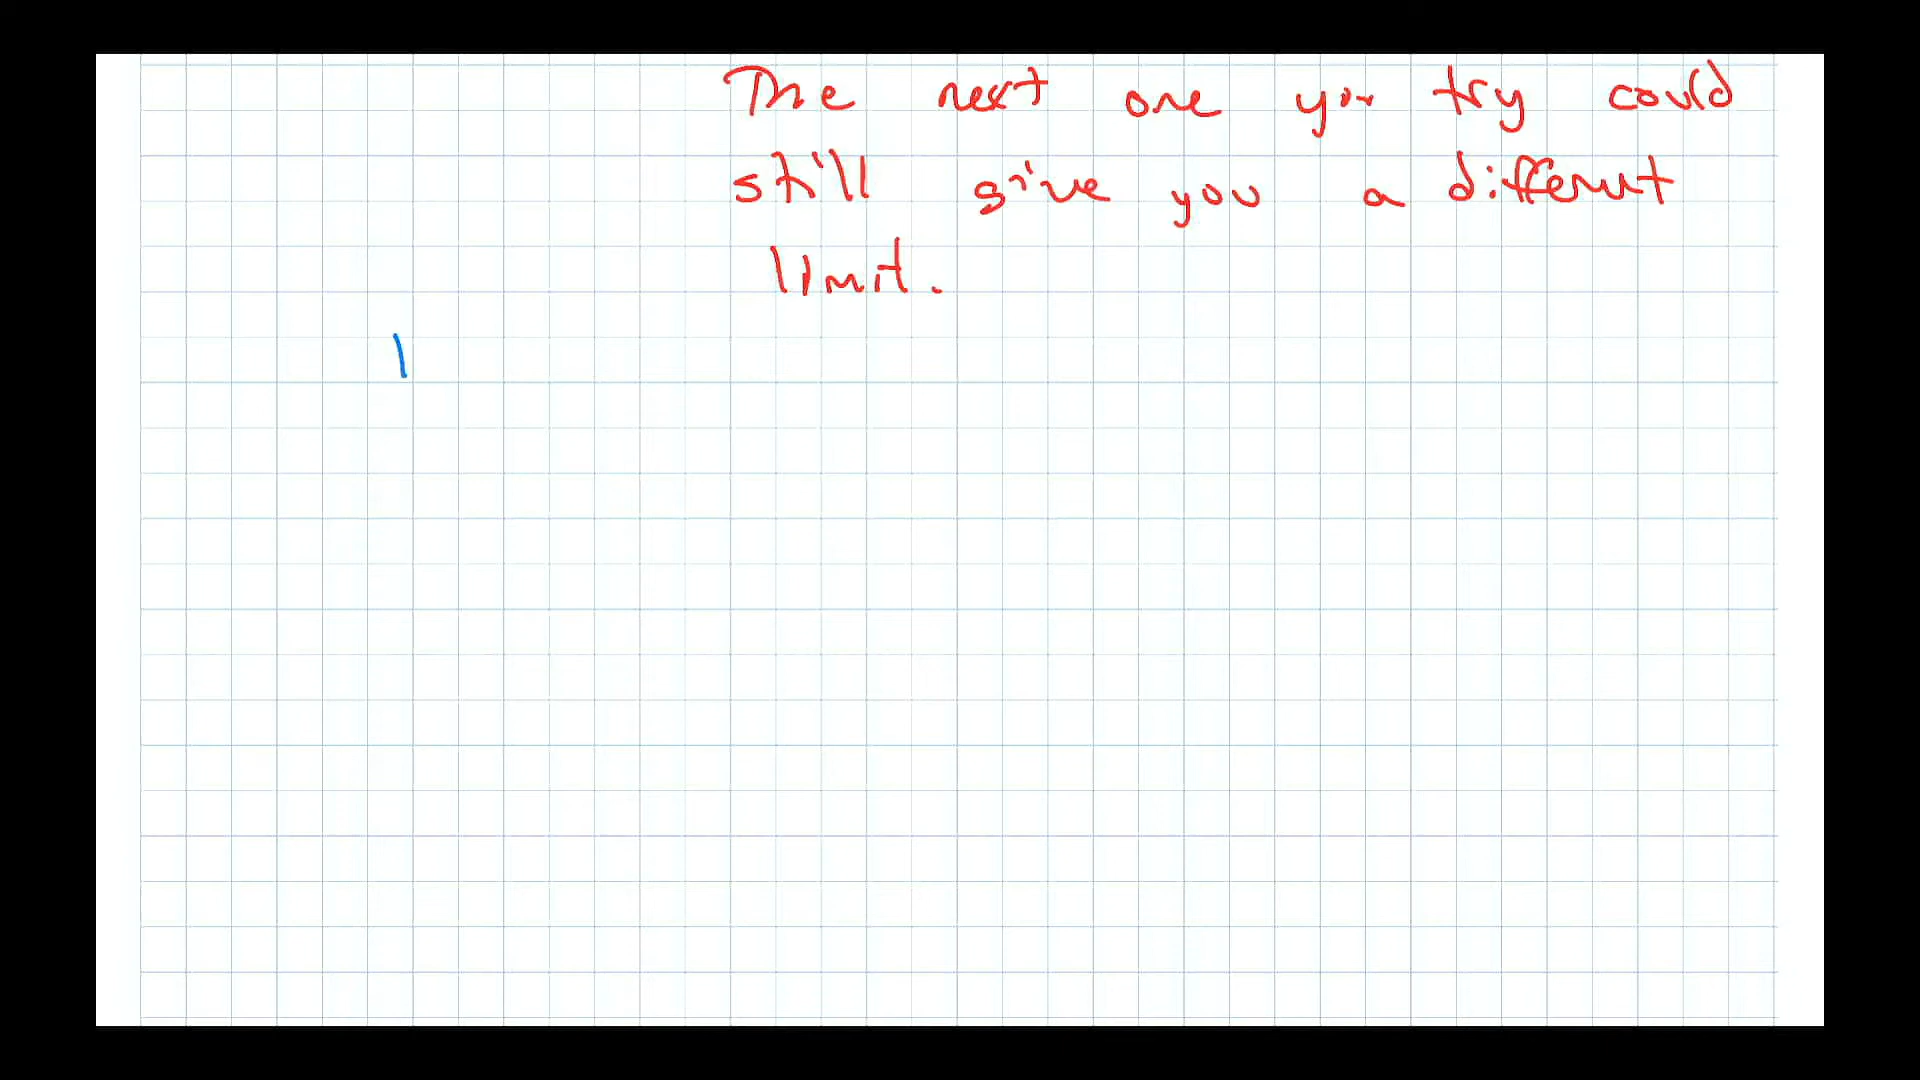 The next one you try could
still give you a different
limit.